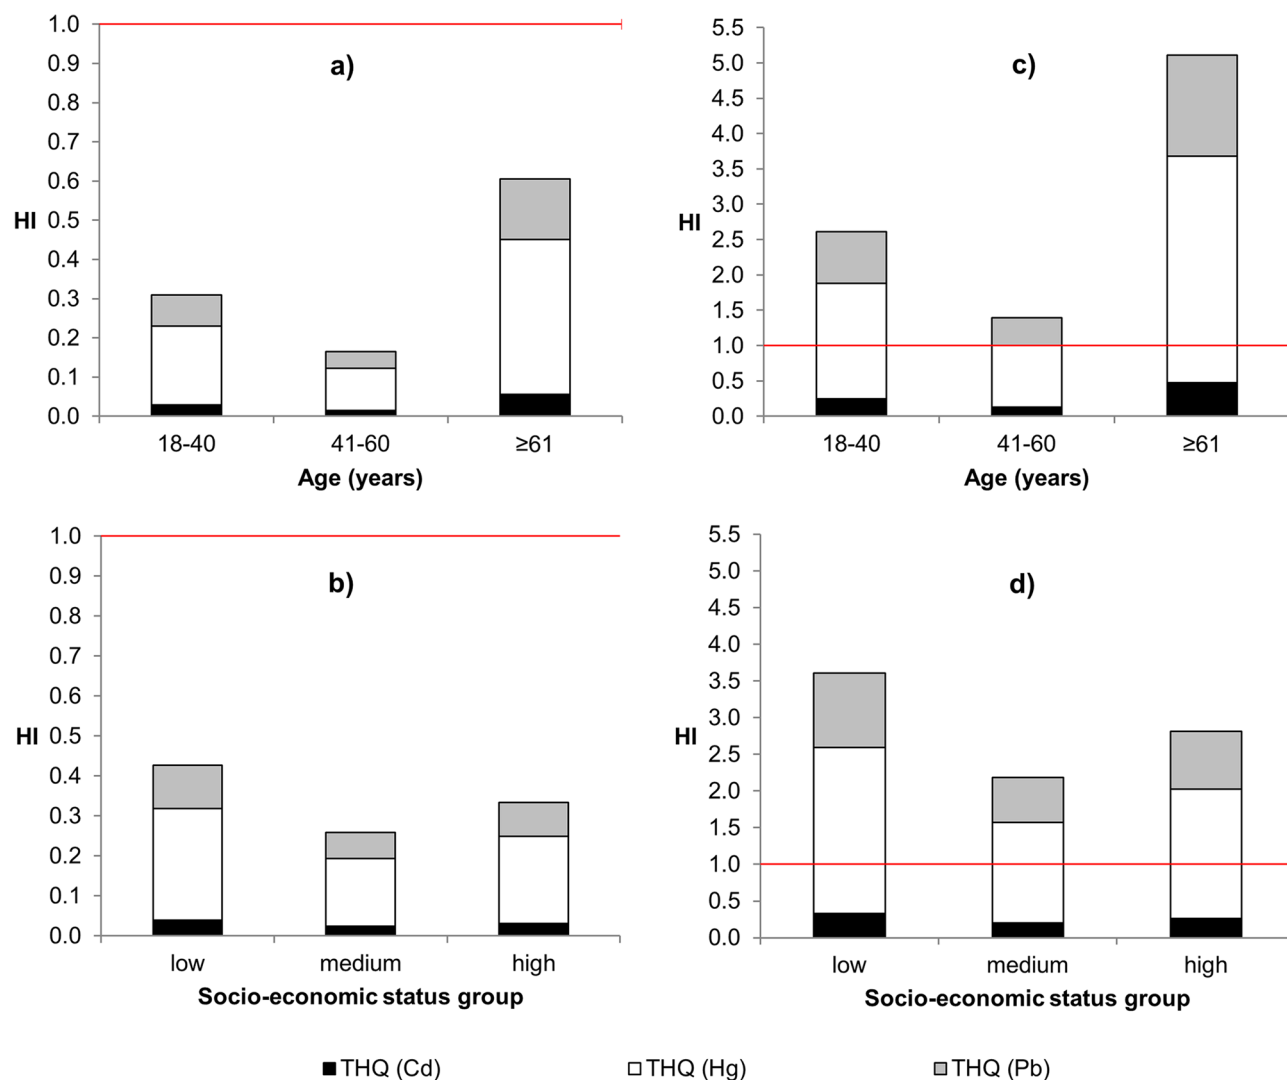 a)
1.0
0.9
0.8
0.7
0.6
0.5
0.4
0.3
0.2
0.1
0.0
HI
18-40 41-60 ≥61
Age (years)
c)
5.5
5.0
4.5
4.0
3.5
3.0
2.5
2.0
1.5
1.0
0.5
0.0
HI
18-40 41-60 ≥61
Age (years)
b)
1.0
0.9
0.8
0.7
0.6
0.5
0.4
0.3
0.2
0.1
0.0
HI
low medium high
Socio-economic status group
d)
5.5
5.0
4.5
4.0
3.5
3.0
2.5
2.0
1.5
1.0
0.5
0.0
HI
low medium high
Socio-economic status group
THQ (Cd) THQ (Hg) THQ (Pb)